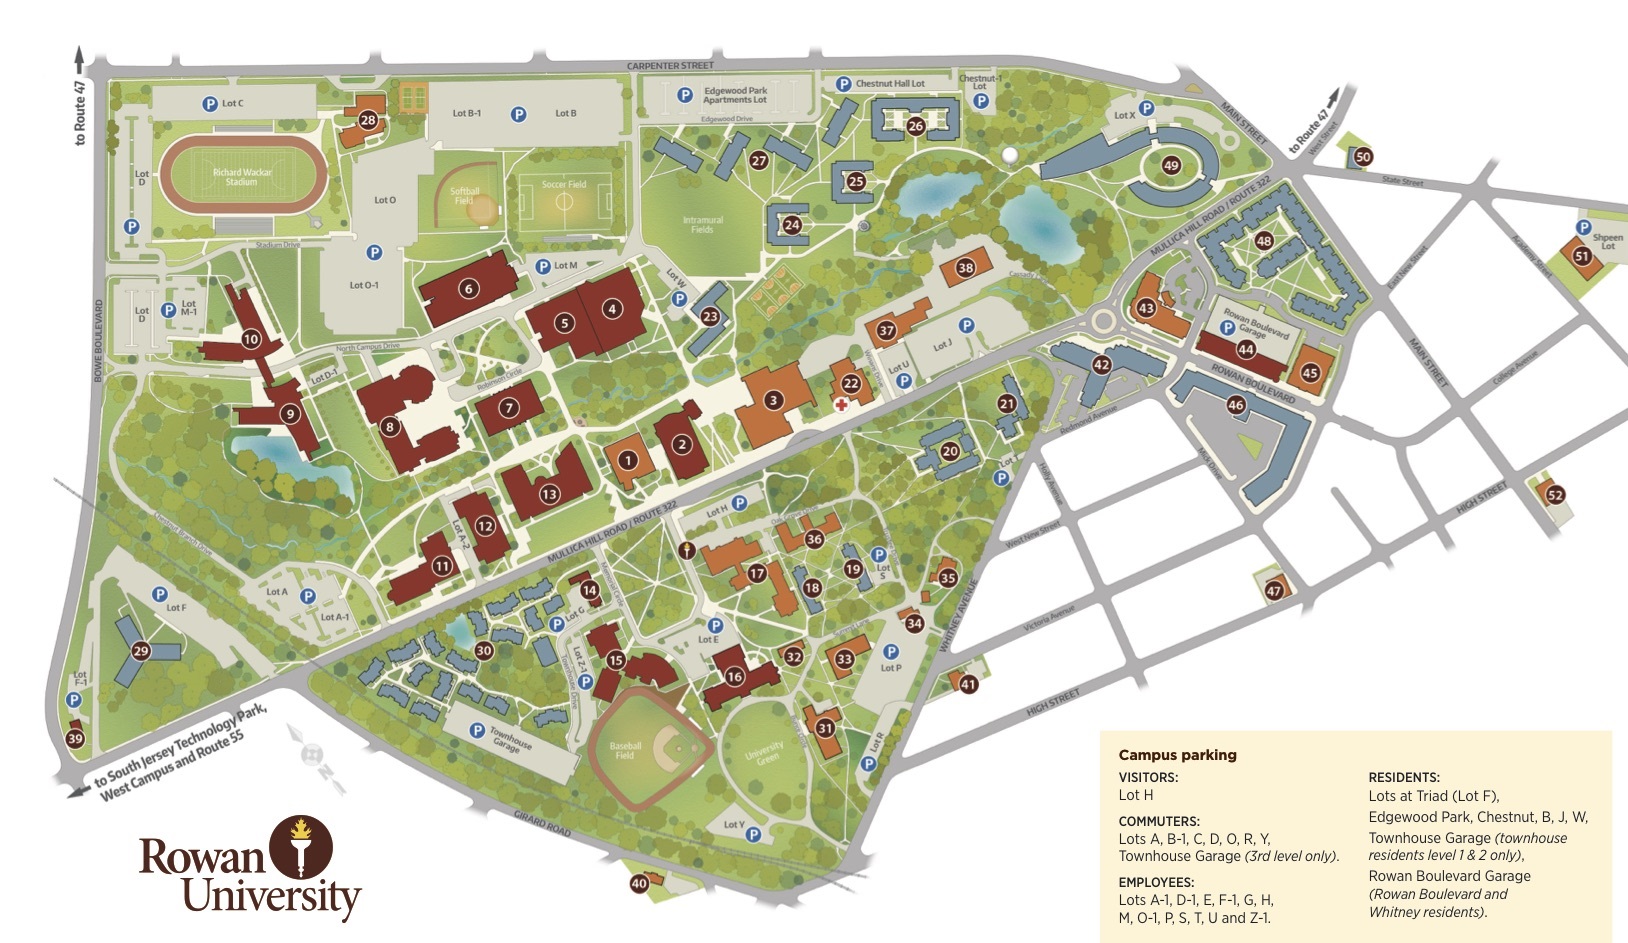 to Route 47
CARPENTER STREET
Lot C
28
Lot B-1
Lot B
Edgewood Park
Apartments Lot
Edgewood Drive
Chestnut Hall Lot
Chestnut-1
Lot
Lot X
MAIN STREET
to Route 47
West Street
50
State Street
Lot
D
Richard Wackar
Stadium
Lot O
Softball
Field
Soccer Field
27
26
25
24
49
Intramural
Fields
MULLICA HILL ROAD / ROUTE 322
48
Academy Street
Shpeen
Lot
51
Stadium Drive
Lot O-1
Lot M
Lot W
38
East New Street
Lot
D
Lot
M-1
6
5
4
23
37
Lot J
43
Rowan Boulevard
Garage
44
45
BOWE BOULEVARD
10
North Campus Drive
Lot D-1
Robinson Circle
Lot U
22
42
ROWAN BOULEVARD
MAIN STREET
College Avenue
9
8
7
3
2
1
21
20
Lot T
Redmond Avenue
46
Mick Drive
13
12
Lot A-2
11
MULLICA HILL ROAD / ROUTE 322
Lot H
36
Holly Avenue
HIGH STREET
52
Chestnut Branch Drive
Lot F
Lot A
Lot A-1
14
Lot G
17
18
19
Lot
S
35
34
West New Street
47
WHITNEY AVENUE
Victoria Avenue
29
30
15
Lot Z-1
Townhouse Drive
Memorial Circle
Lot E
16
32
33
Lot P
41
HIGH STREET
Lot
F-1
39
to South Jersey Technology Park,
West Campus and Route 55
N
Townhouse
Garage
Baseball
Field
University
Green
31
Lot R
GIRARD ROAD
Lot Y
40
Rowan
University
Campus parking
VISITORS:
Lot H
COMMUTERS:
Lots A, B-1, C, D, O, R, Y,
Townhouse Garage (3rd level only).
EMPLOYEES:
Lots A-1, D-1, E, F-1, G, H,
M, O-1, P, S, T, U and Z-1.
RESIDENTS:
Lots at Triad (Lot F),
Edgewood Park, Chestnut, B, J, W,
Townhouse Garage (townhouse
residents level 1 & 2 only),
Rowan Boulevard Garage
(Rowan Boulevard and
Whitney residents).